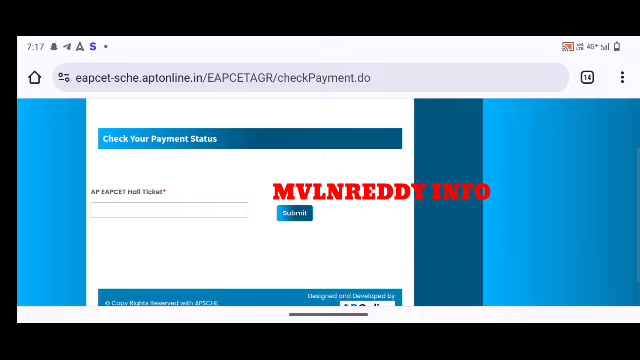 7:17
4G+
eapcet-sche.aptonline.in/EAPCETAGR/checkPayment.do
14
Check Your Payment Status
AP EAPCET Hall Ticket*
MVLNREDDY INFO
Submit
Designed and Developed by
© Copy Rights Reserved with APSCHE.